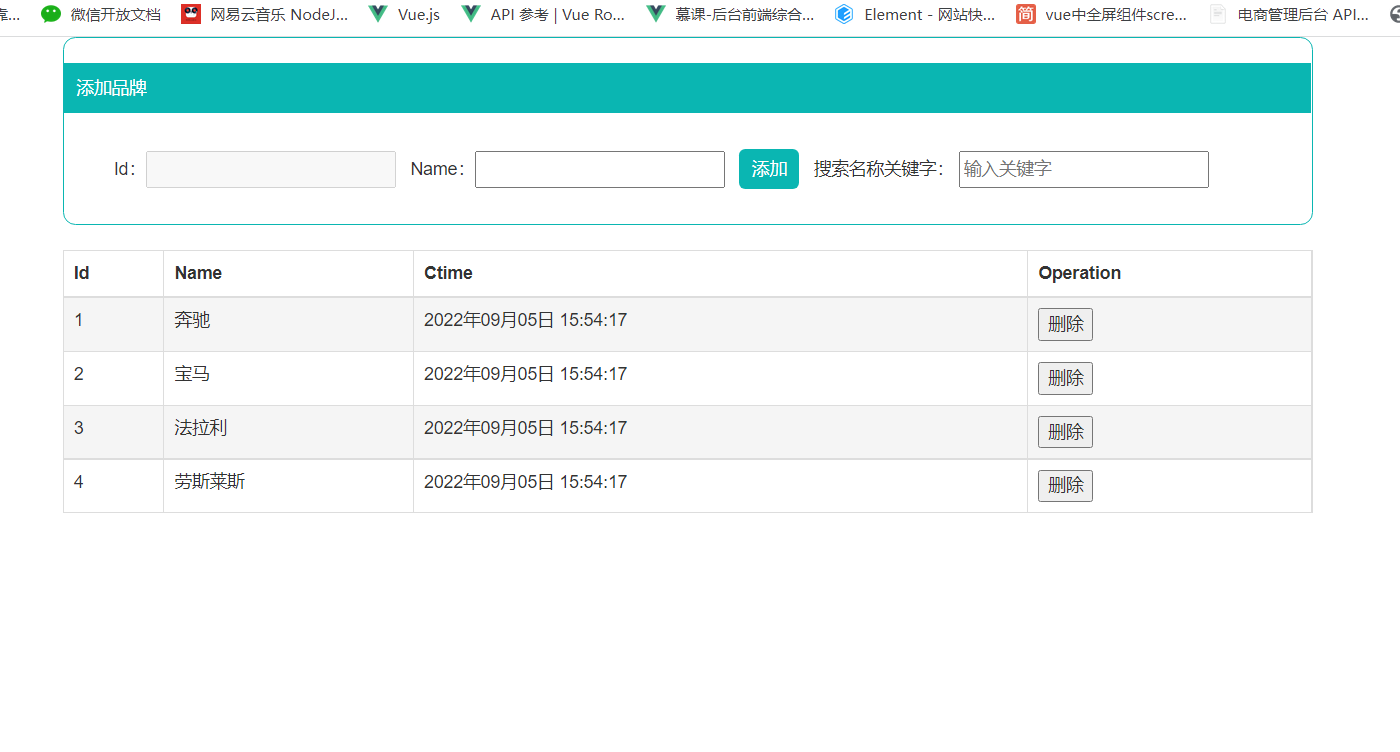 微信开放文档 网易云音乐 NodeJ... Vue.js API 参考 | Vue Ro... 慕课-后台前端综合... Element - 网站快... 简 vue中全屏组件scre... 电商管理后台 API...
添加品牌
Id： Name： 添加 搜索名称关键字： 输入关键字
Id Name Ctime Operation
1 奔驰 2022年09月05日 15:54:17 删除
2 宝马 2022年09月05日 15:54:17 删除
3 法拉利 2022年09月05日 15:54:17 删除
4 劳斯莱斯 2022年09月05日 15:54:17 删除